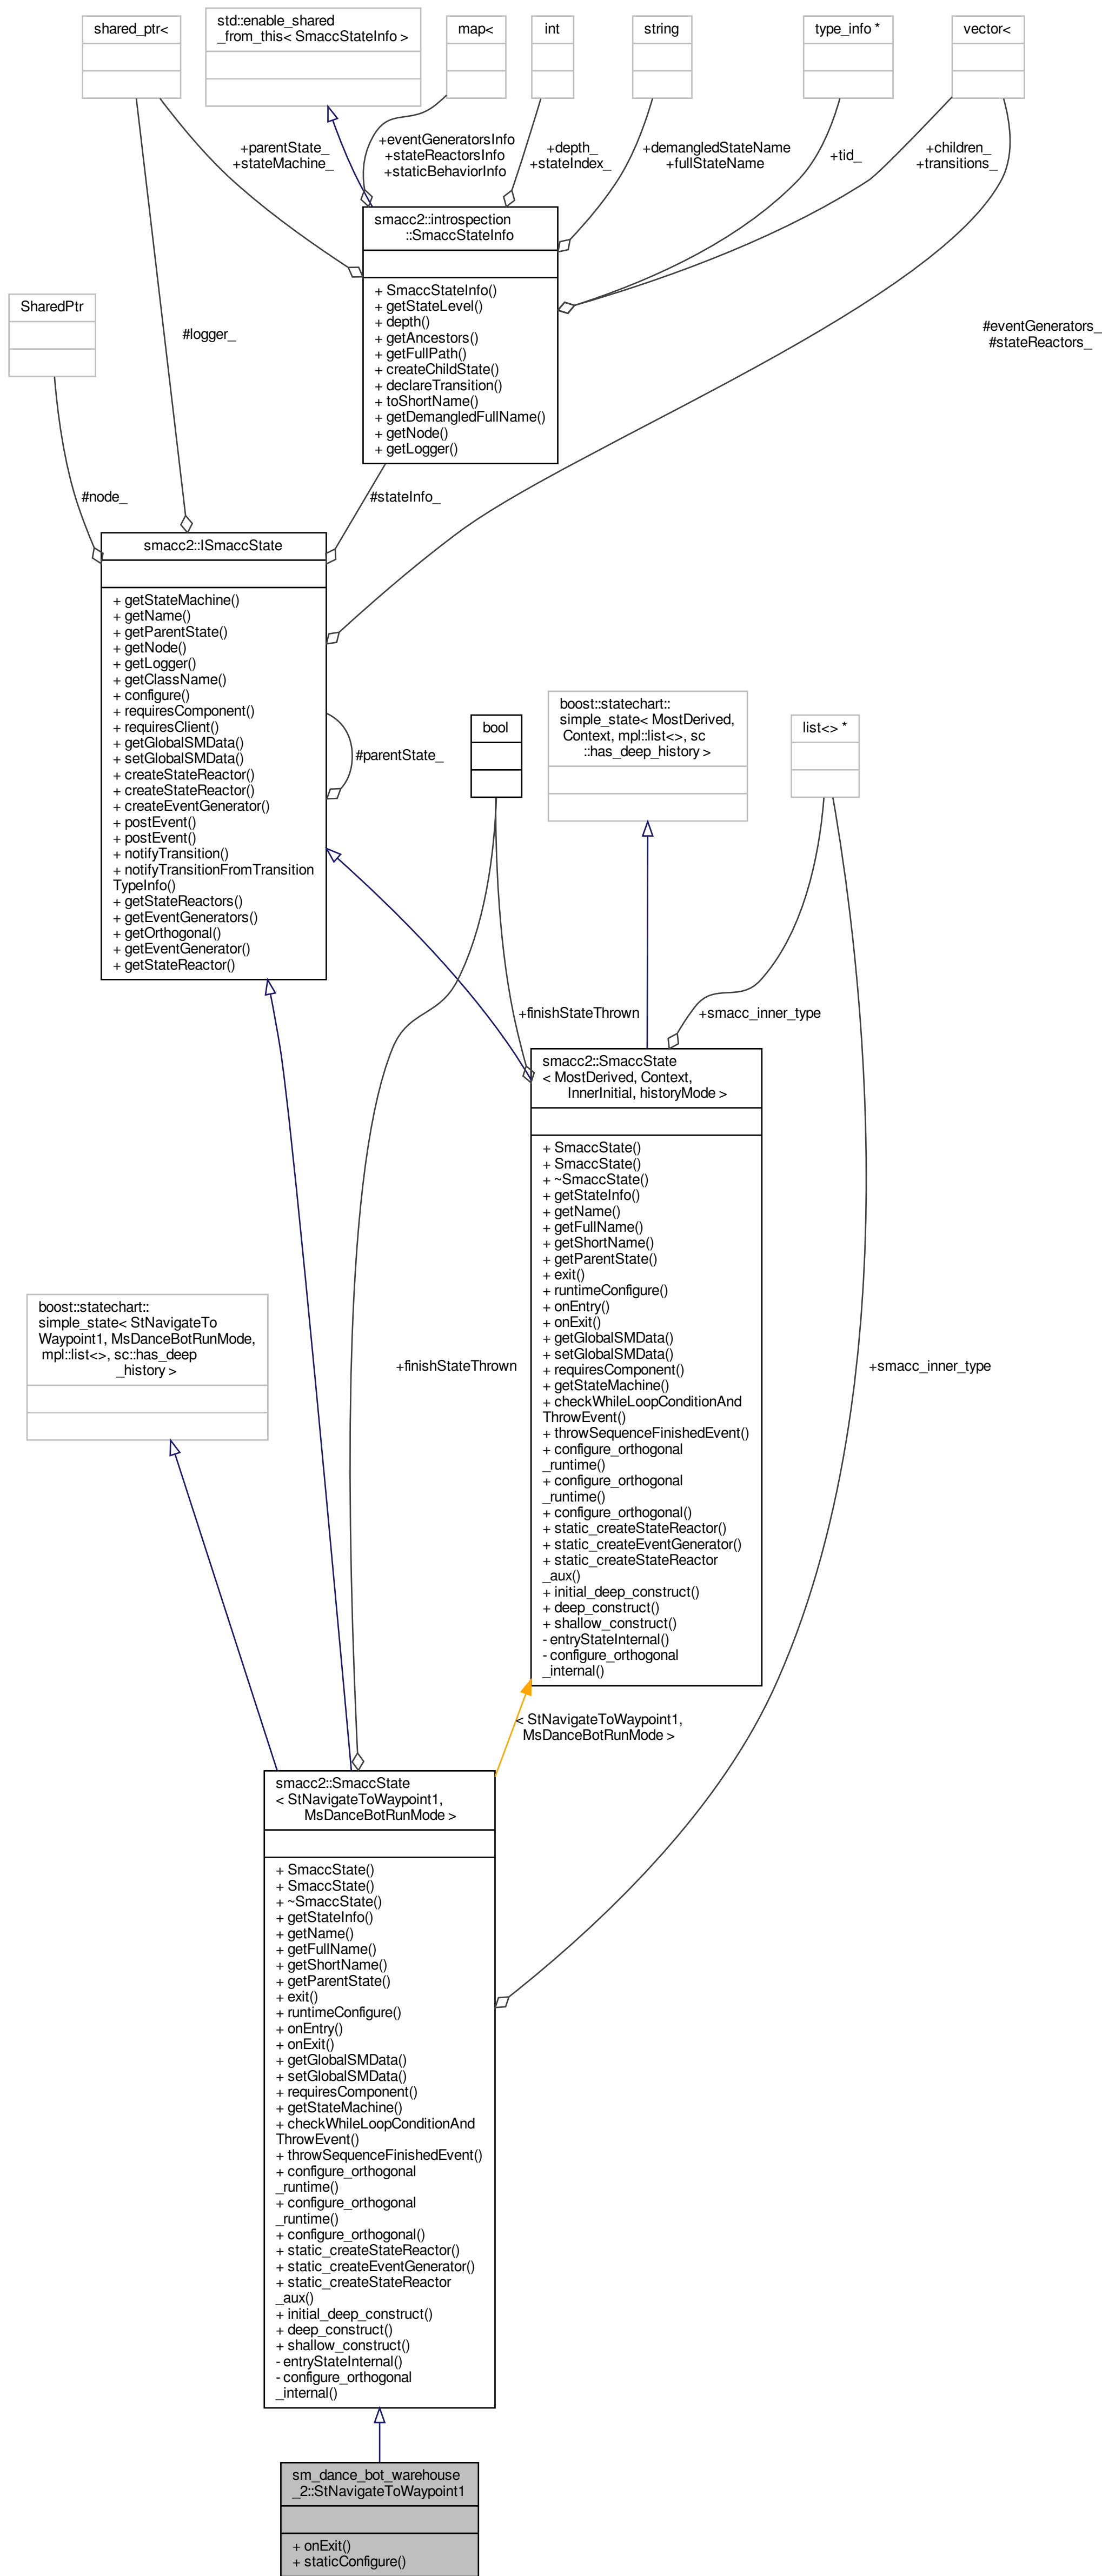 shared_ptr<
std::enable_shared
_from_this< SmaccStateInfo >
map<
int
string
type_info *
vector<
+parentState_
+stateMachine_
+eventGeneratorsInfo
+stateReactorsInfo
+staticBehaviorInfo
+depth_
+stateIndex_
+demangledStateName
+fullStateName
+tid_
+children_
+transitions_
smacc2::introspection
::SmaccStateInfo
+ SmaccStateInfo()
+ getStateLevel()
+ depth()
+ getAncestors()
+ getFullPath()
+ createChildState()
+ declareTransition()
+ toShortName()
+ getDemangledFullName()
+ getNode()
+ getLogger()
SharedPtr
#logger_
#eventGenerators_
#stateReactors_
#node_
#stateInfo_
smacc2::ISmaccState
+ getStateMachine()
+ getName()
+ getParentState()
+ getNode()
+ getLogger()
+ getClassName()
+ configure()
+ requiresComponent()
+ requiresClient()
+ getGlobalSMData()
+ setGlobalSMData()
+ createStateReactor()
+ createStateReactor()
+ createEventGenerator()
+ postEvent()
+ postEvent()
+ notifyTransition()
+ notifyTransitionFromTransition
TypeInfo()
+ getStateReactors()
+ getEventGenerators()
+ getOrthogonal()
+ getEventGenerator()
+ getStateReactor()
#parentState_
bool
boost::statechart::
simple_state< MostDerived,
Context, mpl::list<>, sc
::has_deep_history >
list<> *
+finishStateThrown
+smacc_inner_type
smacc2::SmaccState
< MostDerived, Context,
InnerInitial, historyMode >
+ SmaccState()
+ SmaccState()
+ ~SmaccState()
+ getStateInfo()
+ getName()
+ getFullName()
+ getShortName()
+ getParentState()
+ exit()
+ runtimeConfigure()
+ onEntry()
+ onExit()
+ getGlobalSMData()
+ setGlobalSMData()
+ requiresComponent()
+ getStateMachine()
+ checkWhileLoopConditionAnd
ThrowEvent()
+ throwSequenceFinishedEvent()
+ configure_orthogonal
_runtime()
+ configure_orthogonal
_runtime()
+ configure_orthogonal()
+ static_createStateReactor()
+ static_createEventGenerator()
+ static_createStateReactor
_aux()
+ initial_deep_construct()
+ deep_construct()
+ shallow_construct()
- entryStateInternal()
- configure_orthogonal
_internal()
boost::statechart::
simple_state< StNavigateTo
Waypoint1, MsDanceBotRunMode,
mpl::list<>, sc::has_deep
_history >
+finishStateThrown
+smacc_inner_type
< StNavigateToWaypoint1,
MsDanceBotRunMode >
smacc2::SmaccState
< StNavigateToWaypoint1,
MsDanceBotRunMode >
+ SmaccState()
+ SmaccState()
+ ~SmaccState()
+ getStateInfo()
+ getName()
+ getFullName()
+ getShortName()
+ getParentState()
+ exit()
+ runtimeConfigure()
+ onEntry()
+ onExit()
+ getGlobalSMData()
+ setGlobalSMData()
+ requiresComponent()
+ getStateMachine()
+ checkWhileLoopConditionAnd
ThrowEvent()
+ throwSequenceFinishedEvent()
+ configure_orthogonal
_runtime()
+ configure_orthogonal
_runtime()
+ configure_orthogonal()
+ static_createStateReactor()
+ static_createEventGenerator()
+ static_createStateReactor
_aux()
+ initial_deep_construct()
+ deep_construct()
+ shallow_construct()
- entryStateInternal()
- configure_orthogonal
_internal()
sm_dance_bot_warehouse
_2::StNavigateToWaypoint1
+ onExit()
+ staticConfigure()